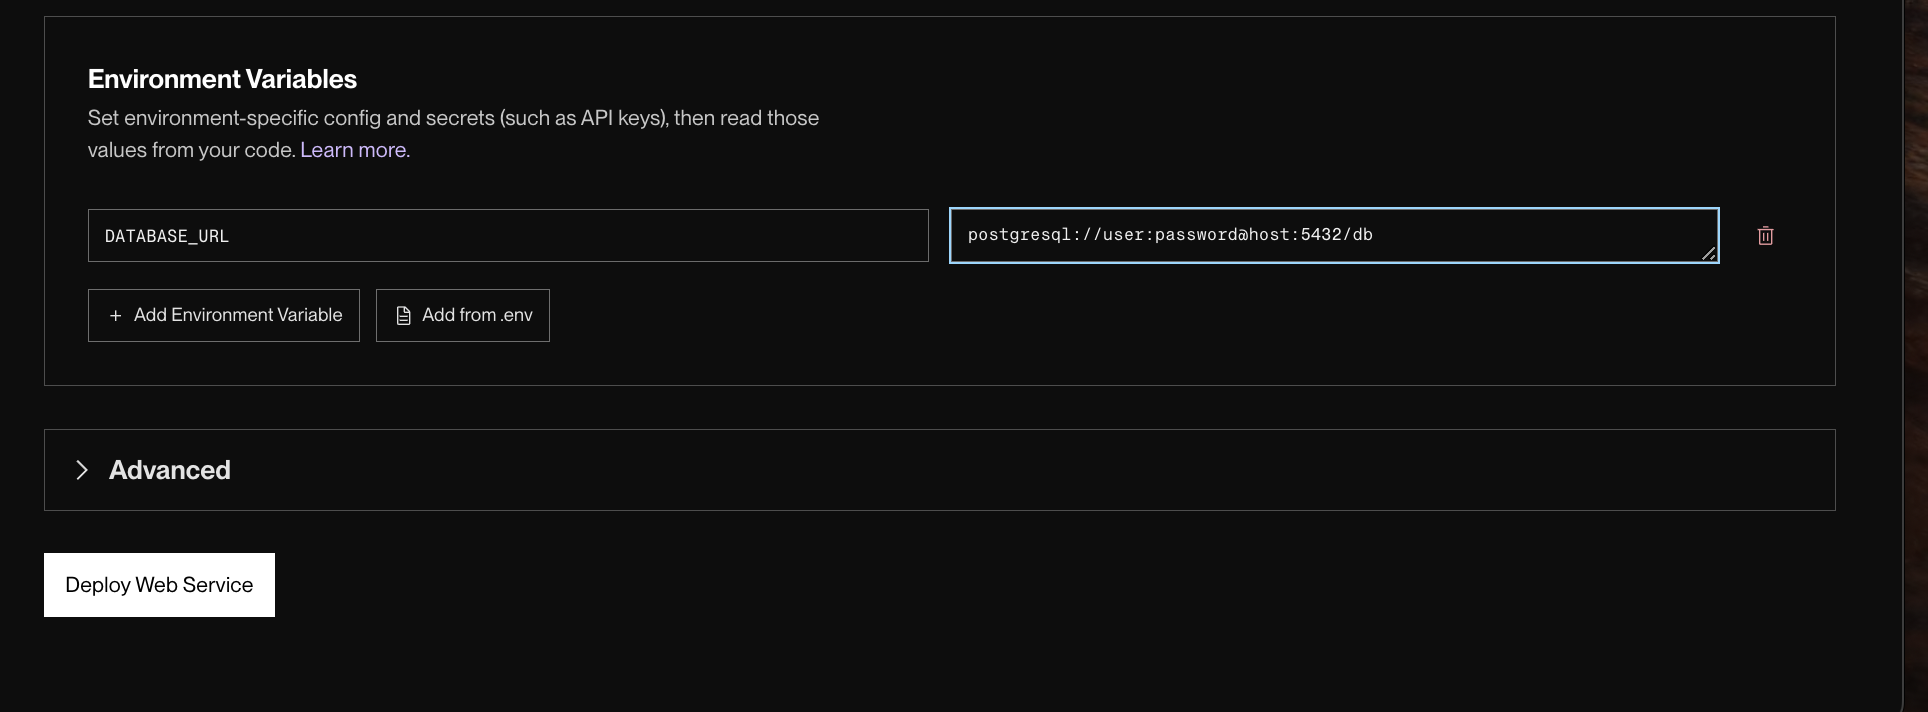 Environment Variables
Set environment-specific config and secrets (such as API keys), then read those
values from your code. Learn more.
DATABASE_URL
postgresql://user:password@host:5432/db
+ Add Environment Variable
Add from .env
Advanced
Deploy Web Service